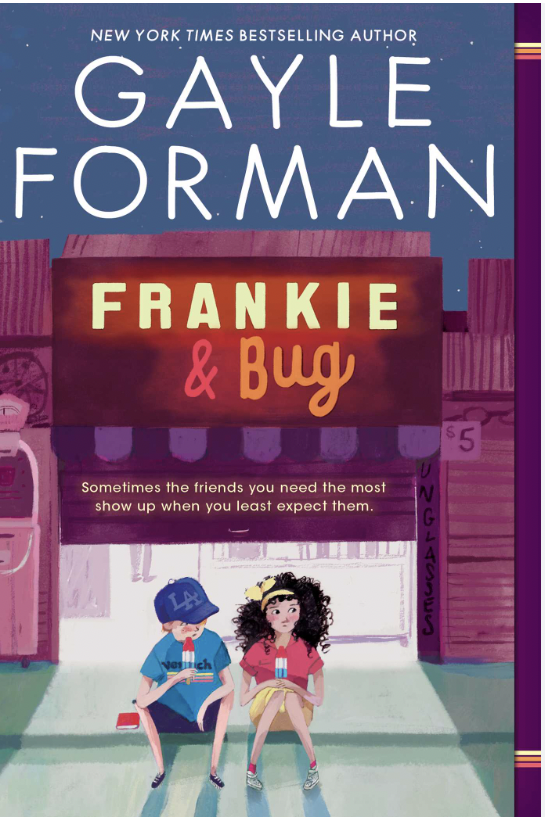 NEW YORK TIMES BESTSELLING AUTHOR
GAYLE
FORMAN
FRANKIE
& Bug
$5
Sometimes the friends you need the most
show up when you least expect them.
UNGLASSES
LA